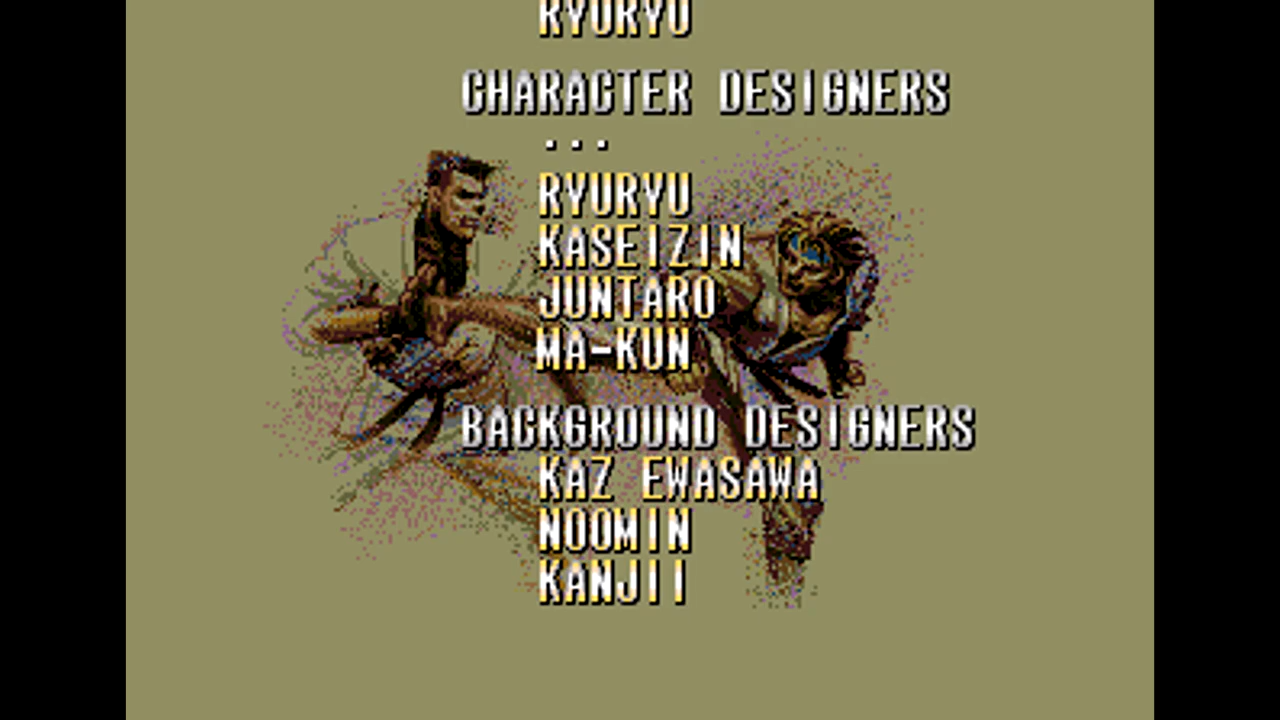 RYURYU
CHARACTER DESIGNERS
...
RYURYU
KASEIZIN
JUNTARO
MA-KUN
BACKGROUND DESIGNERS
KAZ EWASAWA
NOOMIN
KANJII